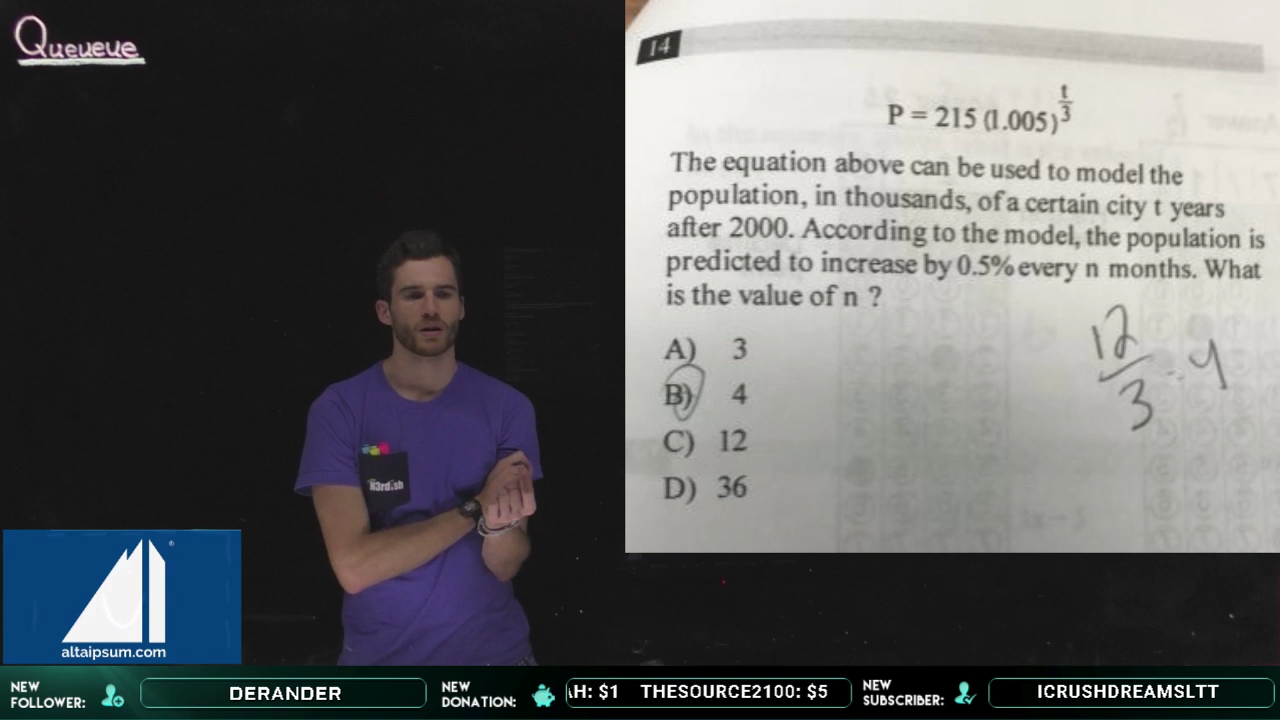 Queueue
14
P = 215 (1.005)^(t/3)
The equation above can be used to model the
population, in thousands, of a certain city t years
after 2000. According to the model, the population is
predicted to increase by 0.5% every n months. What
is the value of n ?
A) 3
B) 4
C) 12
D) 36
12
3
4
N3rdish
altaipsum.com
NEW
FOLLOWER:
DERANDER
NEW
DONATION:
H: $1 THESOURCE2100: $5
NEW
SUBSCRIBER:
ICRUSHDREAMSLTT